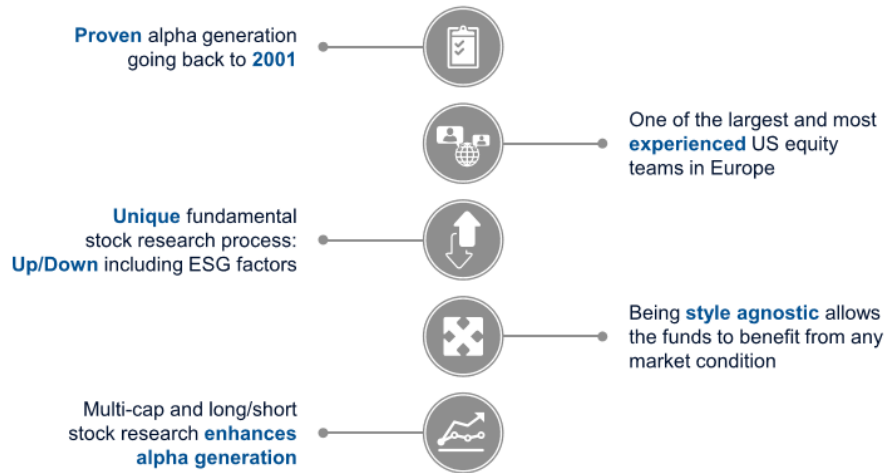 Proven alpha generation
going back to 2001
One of the largest and most
experienced US equity
teams in Europe
Unique fundamental
stock research process:
Up/Down including ESG factors
Being style agnostic allows
the funds to benefit from any
market condition
Multi-cap and long/short
stock research enhances
alpha generation